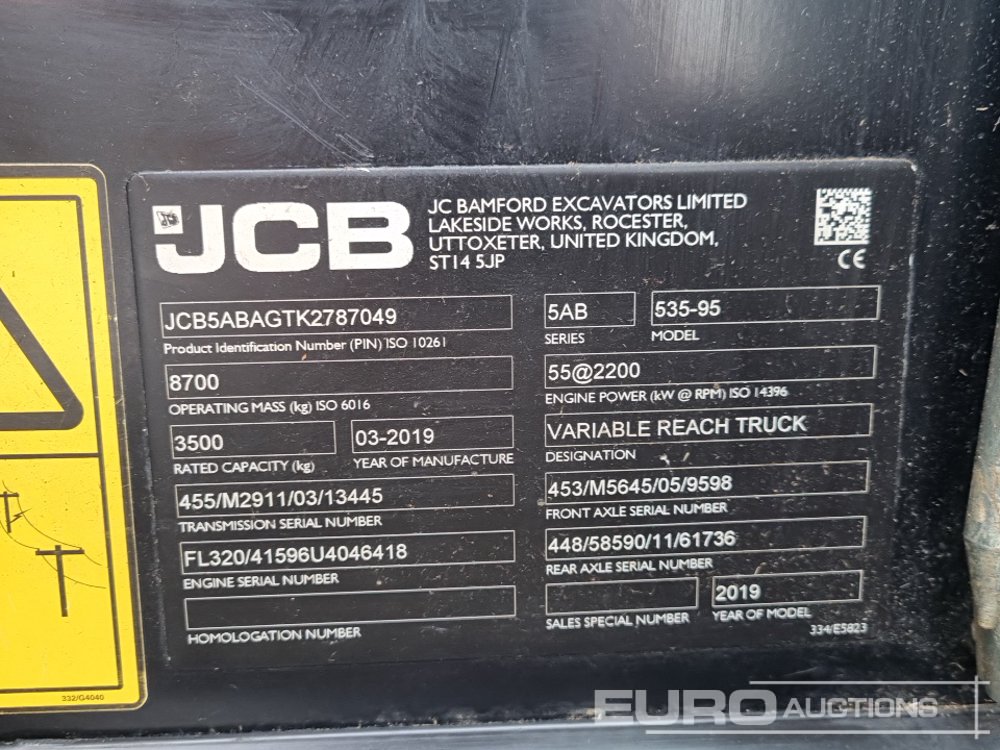 JCB
JC BAMFORD EXCAVATORS LIMITED
LAKESIDE WORKS, ROCESTER,
UTTOXETER, UNITED KINGDOM,
ST14 5JP
CE
JCB5ABAGTK2787049
Product Identification Number (PIN) ISO 10261
5AB
SERIES
535-95
MODEL
8700
OPERATING MASS (kg) ISO 6016
55@2200
ENGINE POWER (kW @ RPM) ISO 14396
3500
RATED CAPACITY (kg)
03-2019
YEAR OF MANUFACTURE
VARIABLE REACH TRUCK
DESIGNATION
455/M2911/03/13445
TRANSMISSION SERIAL NUMBER
453/M5645/05/9598
FRONT AXLE SERIAL NUMBER
FL320/41596U4046418
ENGINE SERIAL NUMBER
448/58590/11/61736
REAR AXLE SERIAL NUMBER
HOMOLOGATION NUMBER
SALES SPECIAL NUMBER
2019
YEAR OF MODEL
334/E5823
332/G4040
EURO AUCTIONS